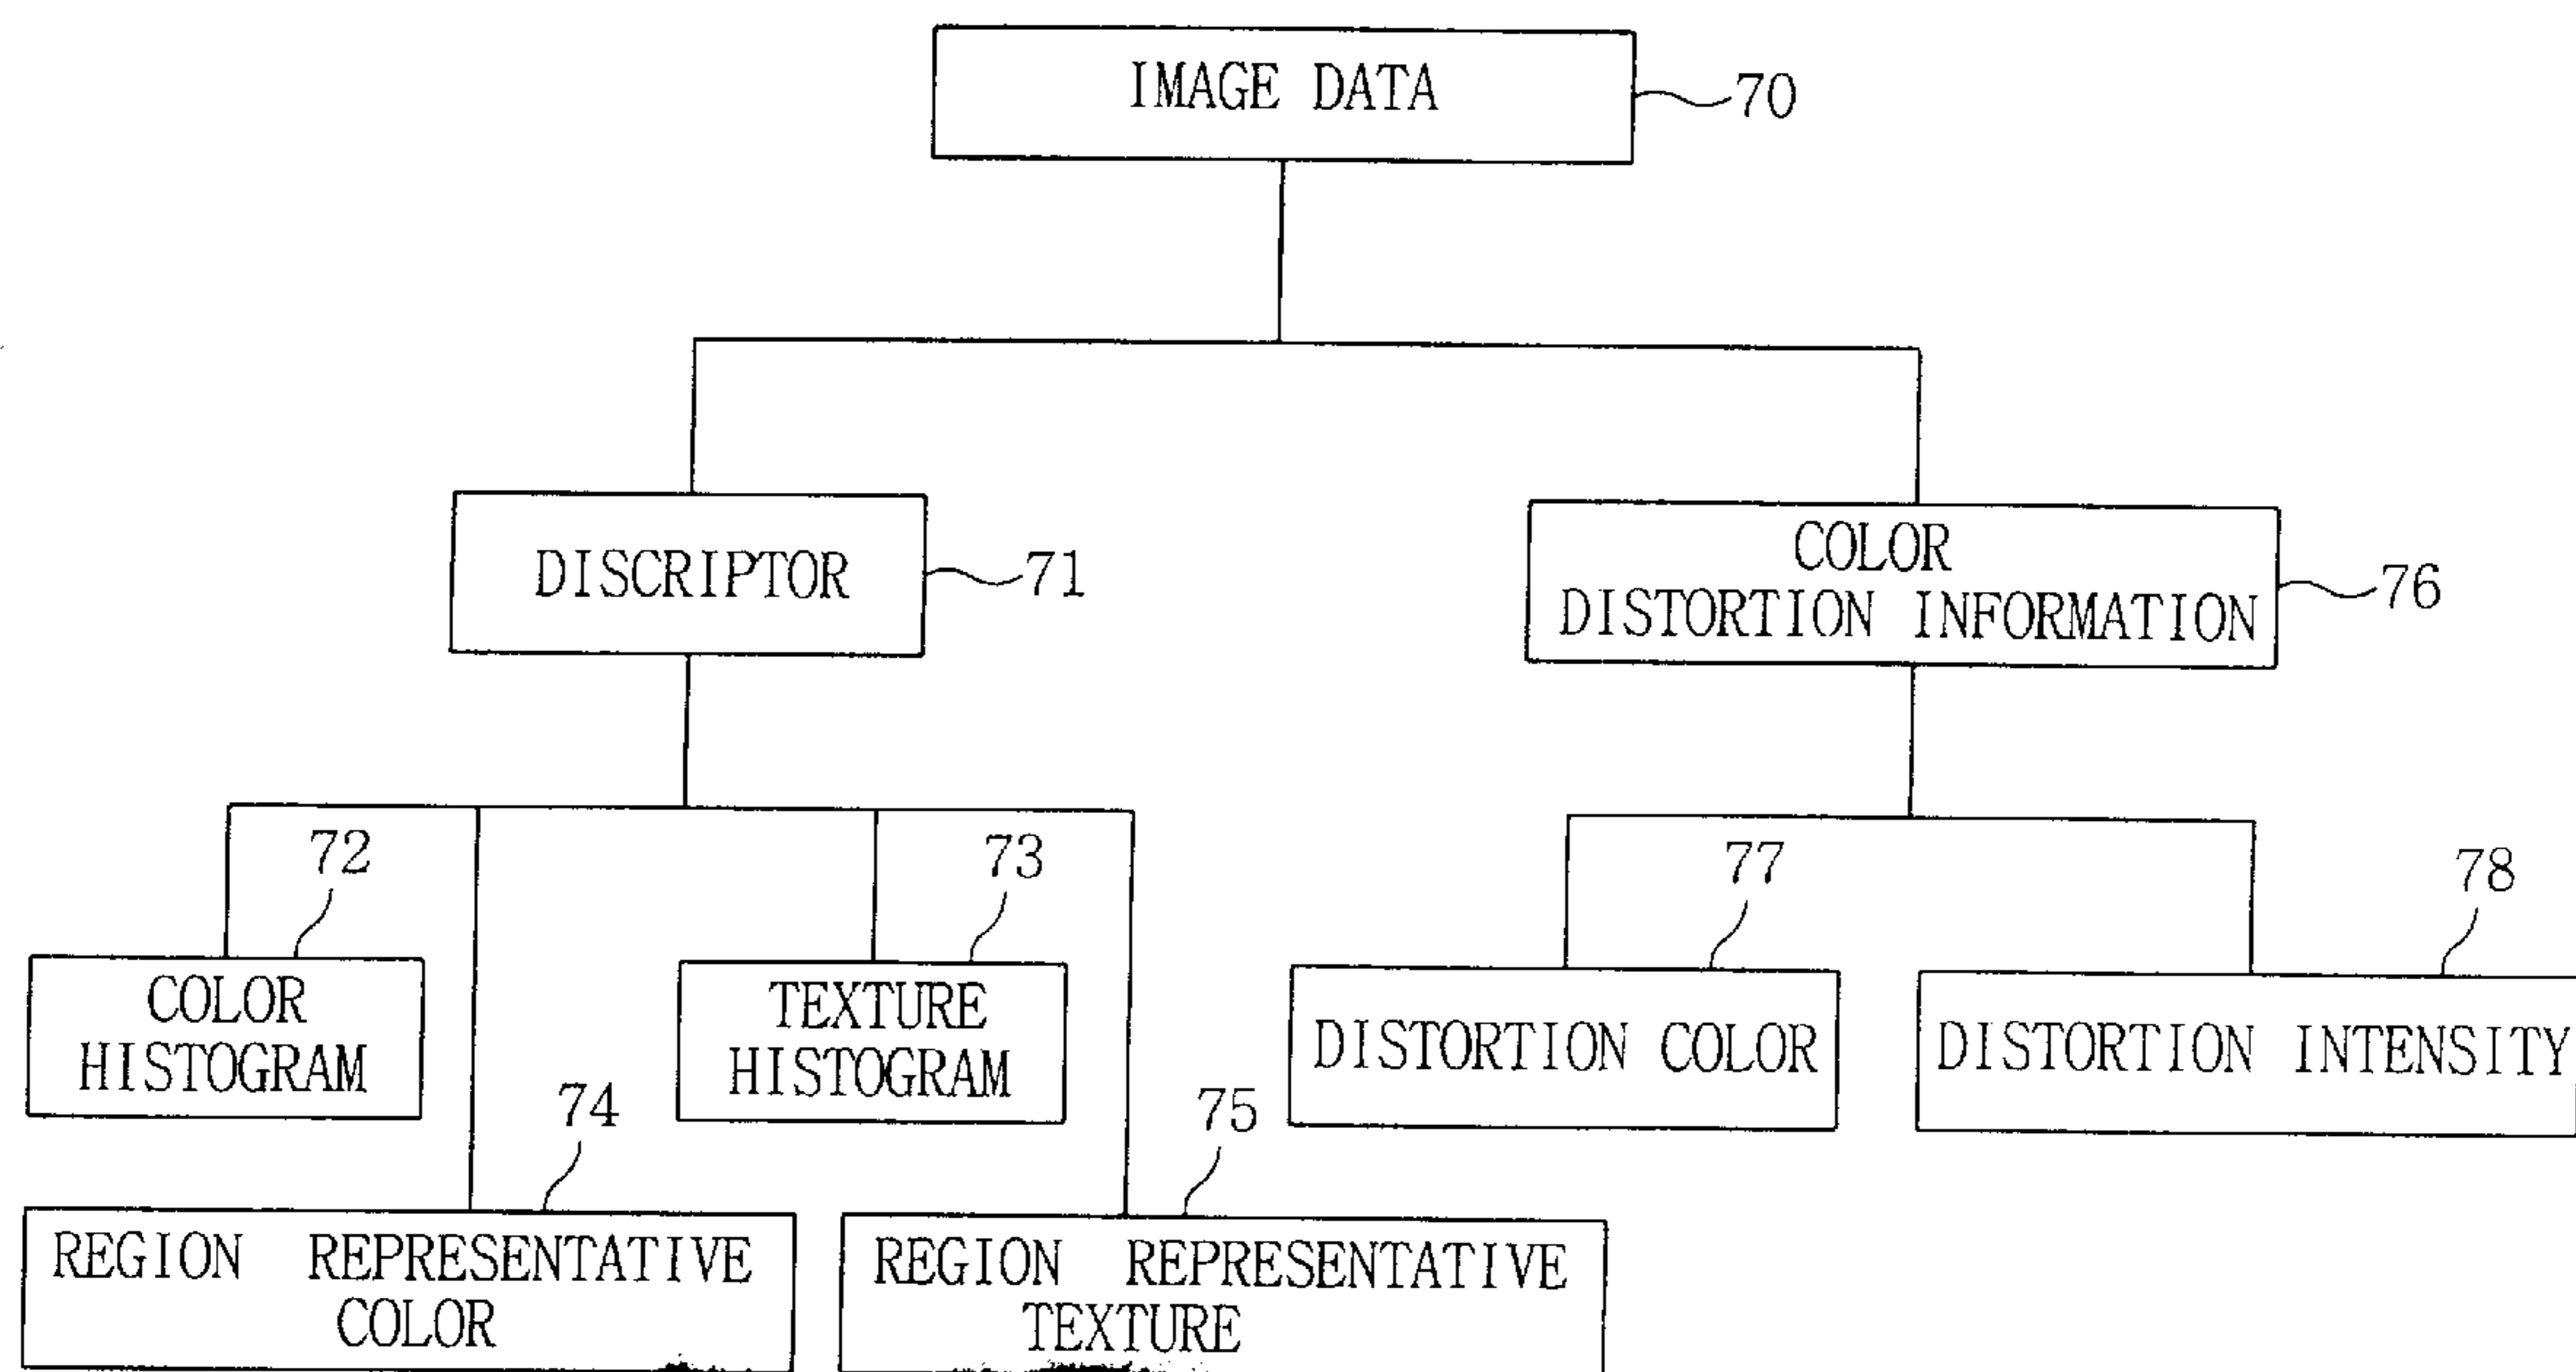 IMAGE DATA
70
DISCRIPTOR
71
COLOR
DISTORTION INFORMATION
76
72
73
77
78
COLOR
HISTOGRAM
TEXTURE
HISTOGRAM
DISTORTION COLOR
DISTORTION INTENSITY
74
75
REGION REPRESENTATIVE
COLOR
REGION REPRESENTATIVE
TEXTURE